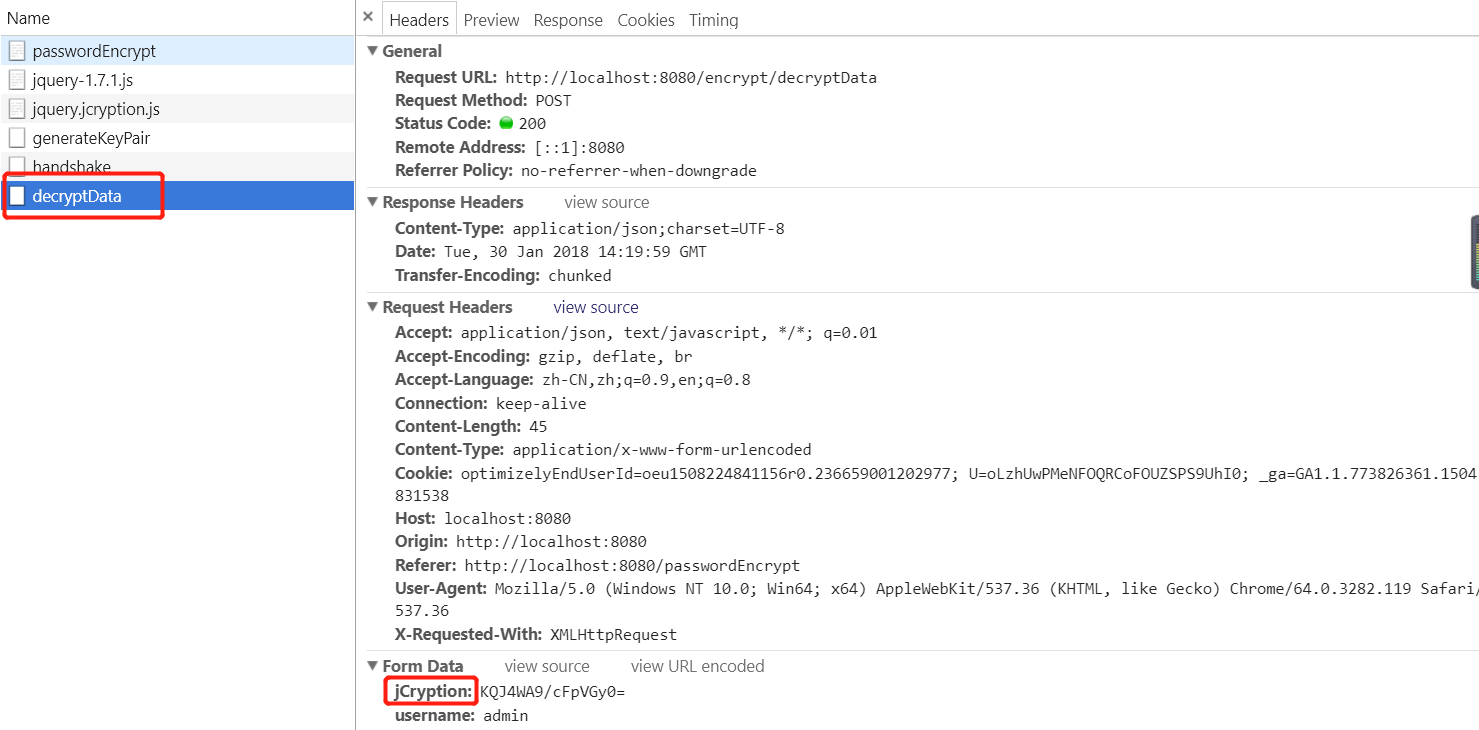 Name
passwordEncrypt
jquery-1.7.1.js
jquery.jcryption.js
generateKeyPair
handshake
decryptData
× Headers Preview Response Cookies Timing
▼ General
Request URL: http://localhost:8080/encrypt/decryptData
Request Method: POST
Status Code: 200
Remote Address: [::1]:8080
Referrer Policy: no-referrer-when-downgrade
▼ Response Headers view source
Content-Type: application/json;charset=UTF-8
Date: Tue, 30 Jan 2018 14:19:59 GMT
Transfer-Encoding: chunked
▼ Request Headers view source
Accept: application/json, text/javascript, */*; q=0.01
Accept-Encoding: gzip, deflate, br
Accept-Language: zh-CN,zh;q=0.9,en;q=0.8
Connection: keep-alive
Content-Length: 45
Content-Type: application/x-www-form-urlencoded
Cookie: optimizelyEndUserId=oeu1508224841156r0.236659001202977; U=oLzhUwPMeNFOQRCoFOUZSPS9UhI0; _ga=GA1.1.773826361.1504
831538
Host: localhost:8080
Origin: http://localhost:8080
Referer: http://localhost:8080/passwordEncrypt
User-Agent: Mozilla/5.0 (Windows NT 10.0; Win64; x64) AppleWebKit/537.36 (KHTML, like Gecko) Chrome/64.0.3282.119 Safari/
537.36
X-Requested-With: XMLHttpRequest
▼ Form Data view source view URL encoded
jCryption: KQJ4WA9/cFpVGy0=
username: admin